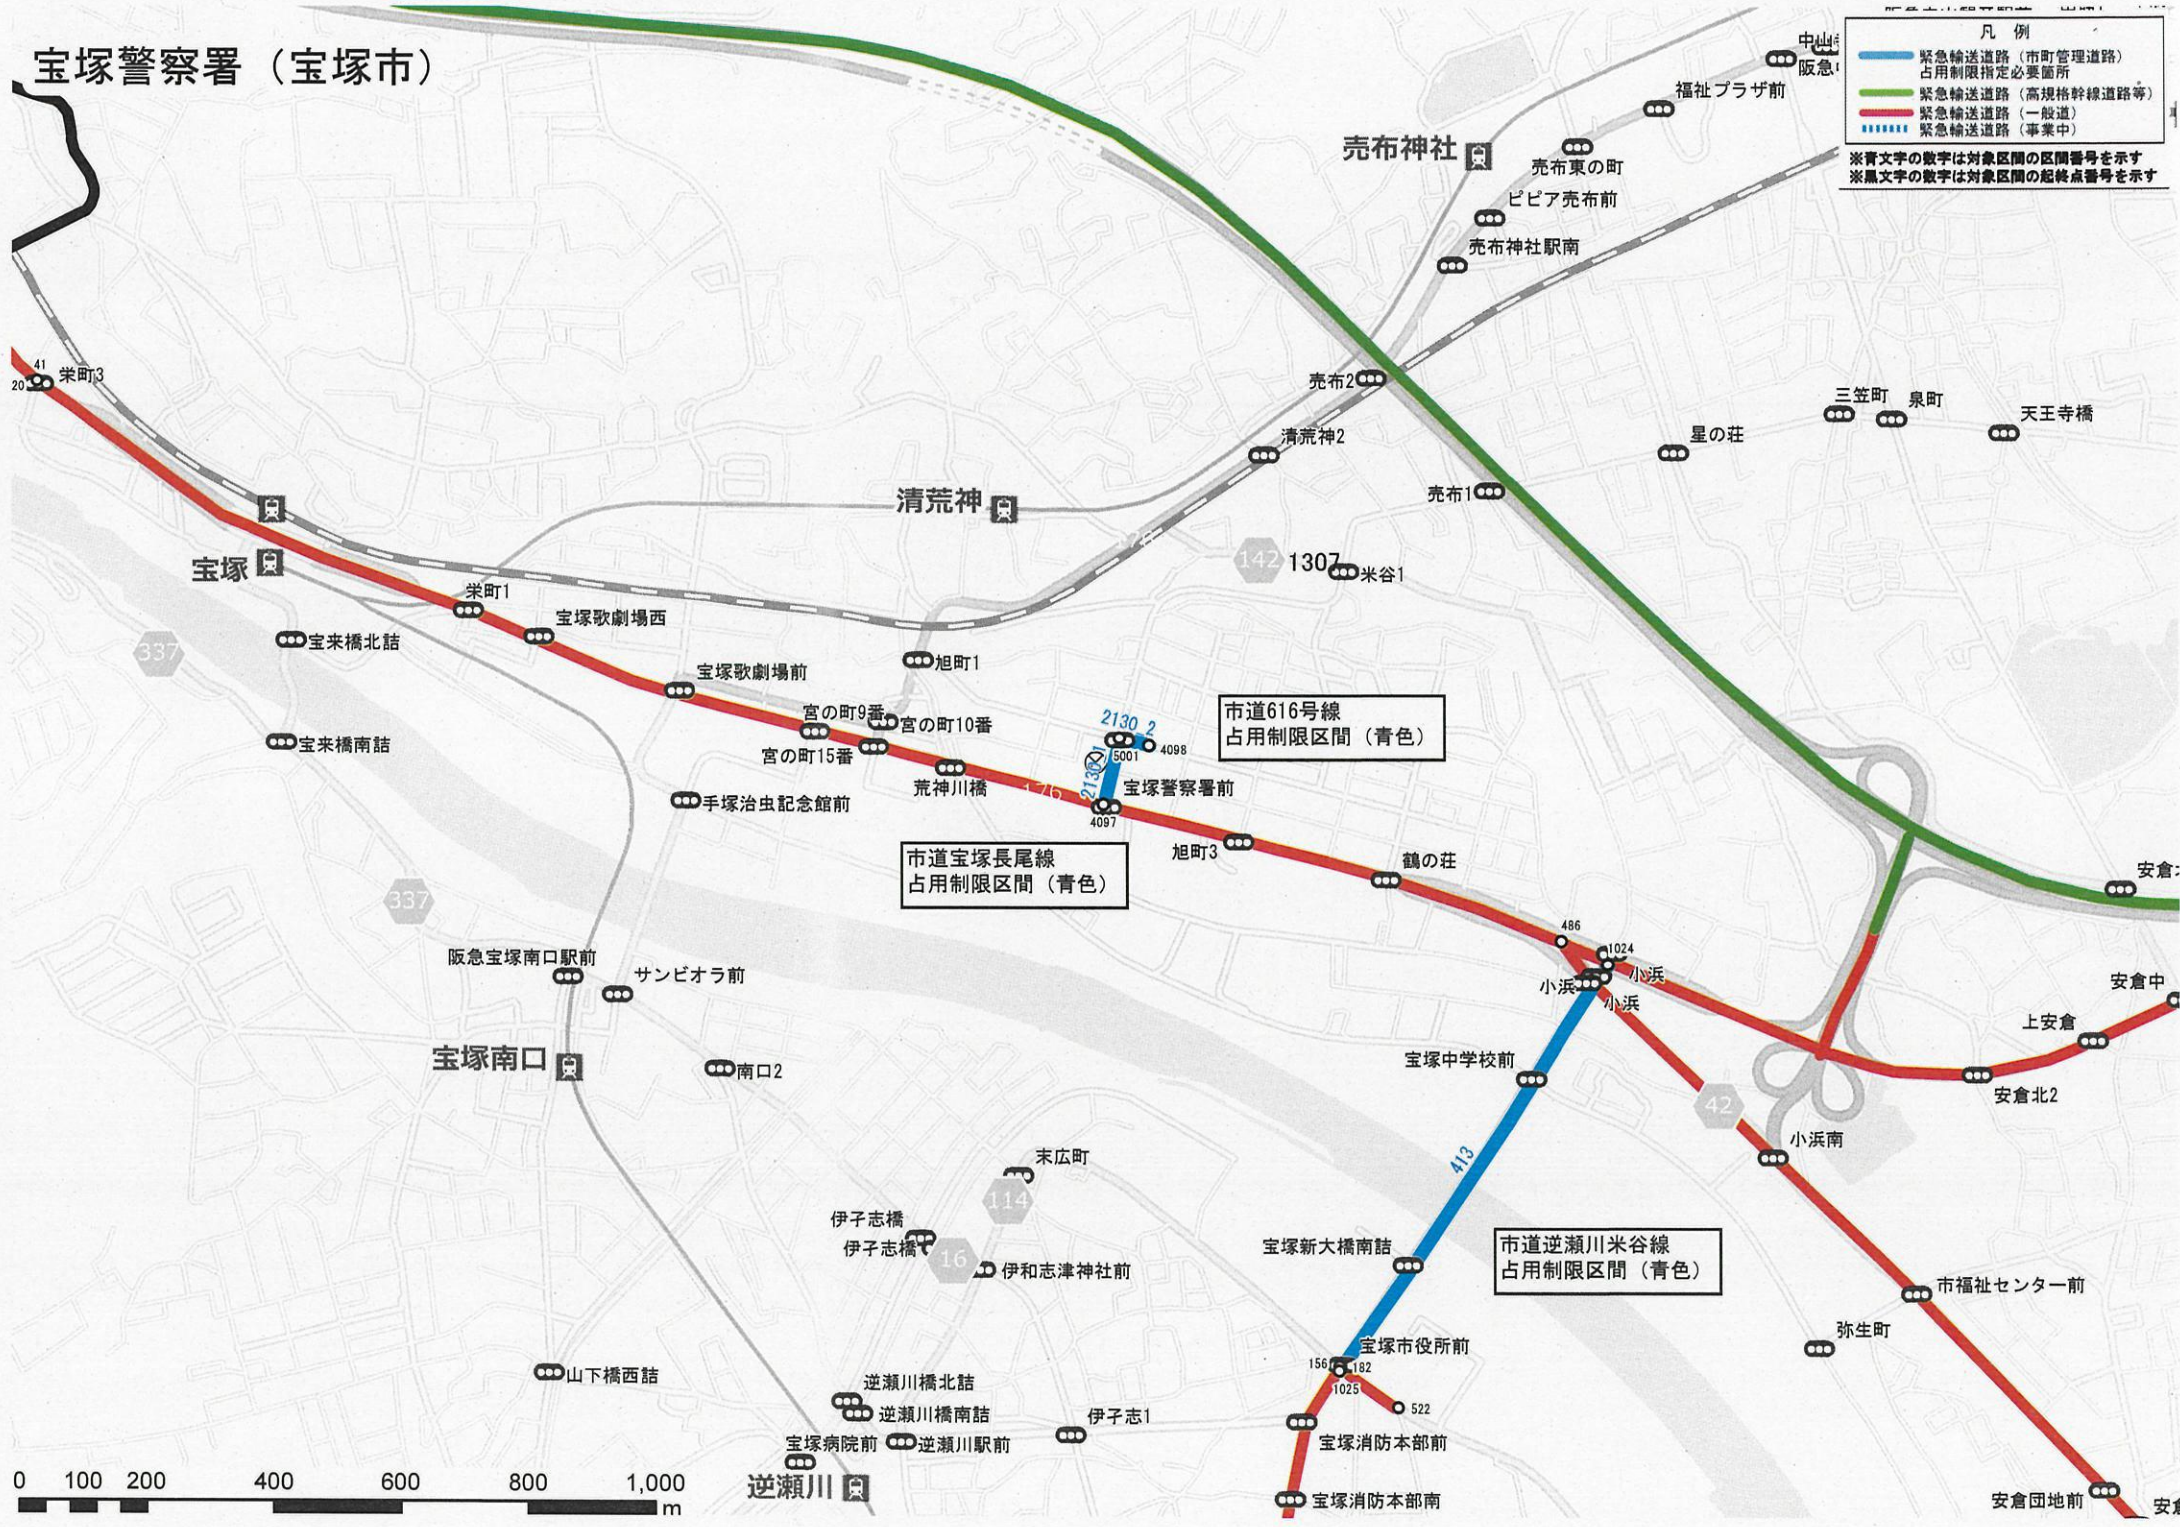 宝塚警察署（宝塚市）
凡 例
緊急輸送道路（市町管理道路）
占用制限指定必要箇所
緊急輸送道路（高規格幹線道路等）
緊急輸送道路（一般道）
緊急輸送道路（事業中）
※青文字の数字は対象区間の区間番号を示す
※黒文字の数字は対象区間の起終点番号を示す
福祉プラザ前
売布神社
売布東の町
ピピア売布前
売布神社駅南
41
20
栄町3
売布2
三笠町
泉町
天王寺橋
清荒神2
星の荘
清荒神
売布1
142
1307
米谷1
宝塚
栄町1
宝塚歌劇場西
宝来橋北詰
337
旭町1
宝塚歌劇場前
宮の町9番
宮の町10番
宮の町15番
宝来橋南詰
2130_2
4098
5001
市道616号線
占用制限区間（青色）
荒神川橋
176
宝塚警察署前
4097
手塚治虫記念館前
旭町3
鶴の荘
市道宝塚長尾線
占用制限区間（青色）
337
486
1024
小浜
小浜
小浜
阪急宝塚南口駅前
サンビオラ前
安倉中
上安倉
宝塚南口
南口2
宝塚中学校前
安倉北2
42
小浜南
413
末広町
114
伊孑志橋
伊孑志橋
16
伊和志津神社前
宝塚新大橋南詰
市道逆瀬川米谷線
占用制限区間（青色）
市福祉センター前
弥生町
宝塚市役所前
156
182
1025
522
山下橋西詰
逆瀬川橋北詰
逆瀬川橋南詰
伊孑志1
宝塚病院前
逆瀬川駅前
宝塚消防本部前
逆瀬川
宝塚消防本部南
安倉団地前
0 100 200 400 600 800 1,000
m